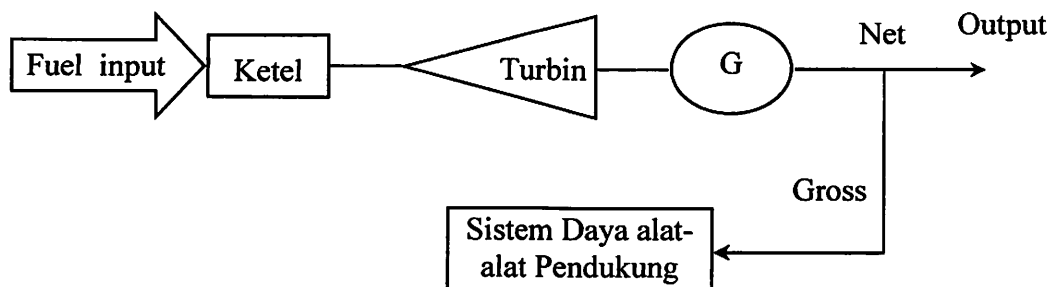 Fuel input
Ketel
Turbin
G
Net
Output
Gross
Sistem Daya alat-
alat Pendukung